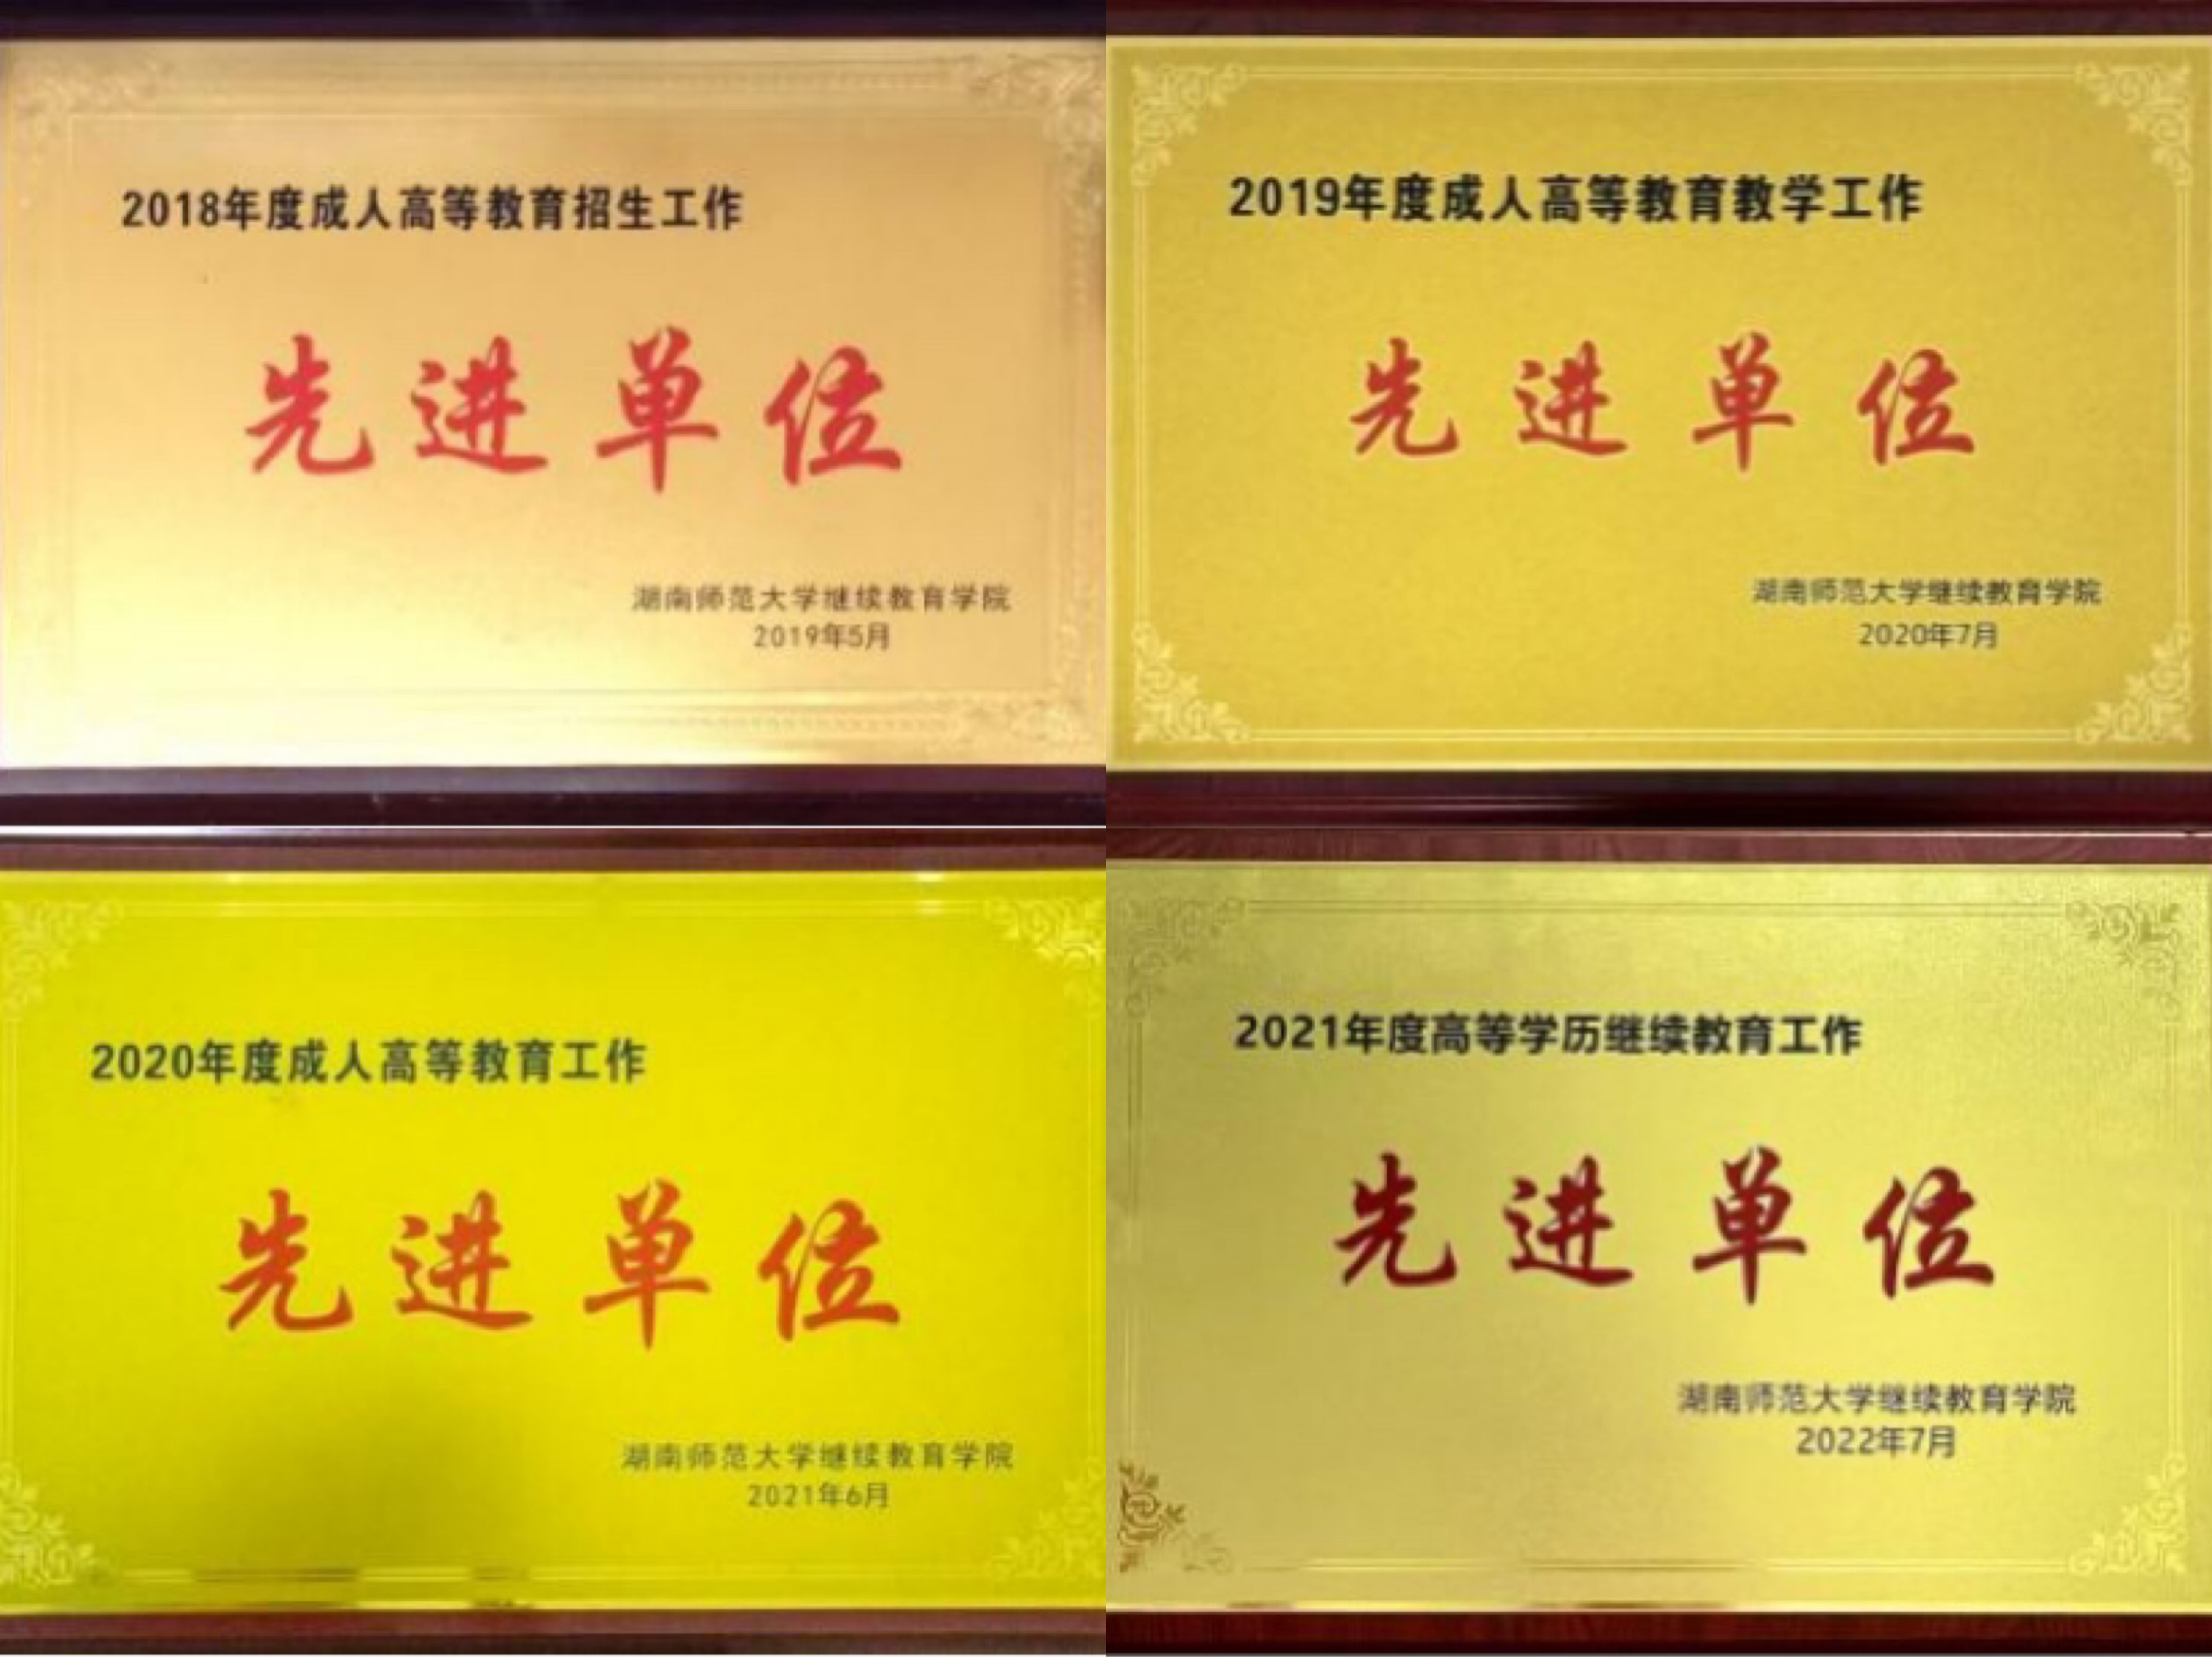 2018年度成人高等教育招生工作
先进单位
湖南师范大学继续教育学院
2019年5月
2019年度成人高等教育教学工作
先进单位
湖南师范大学继续教育学院
2020年7月
2020年度成人高等教育工作
先进单位
湖南师范大学继续教育学院
2021年6月
2021年度高等学历继续教育工作
先进单位
湖南师范大学继续教育学院
2022年7月